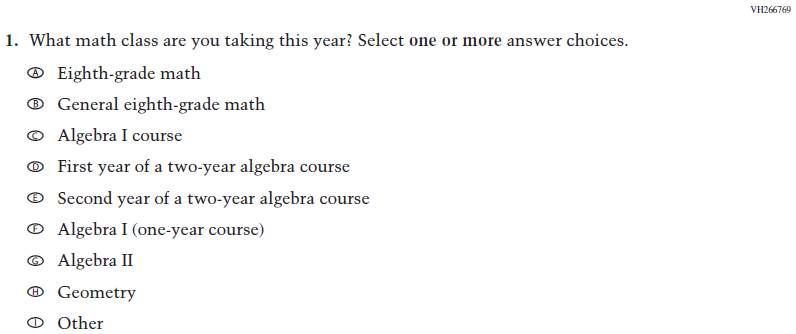 VH266769
1. What math class are you taking this year? Select one or more answer choices.
A Eighth-grade math
B General eighth-grade math
C Algebra I course
D First year of a two-year algebra course
E Second year of a two-year algebra course
F Algebra I (one-year course)
G Algebra II
H Geometry
I Other